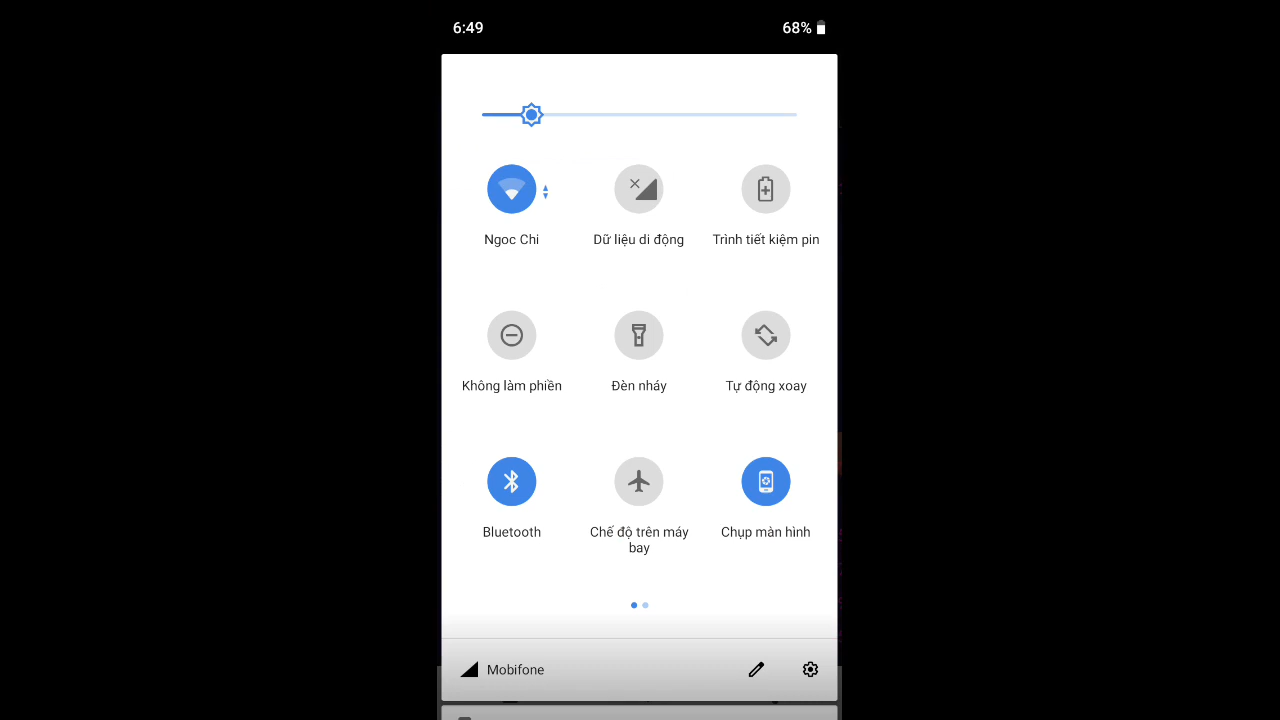 6:49
68%
Ngoc Chi
Dữ liệu di động
Trình tiết kiệm pin
Không làm phiền
Đèn nháy
Tự động xoay
Bluetooth
Chế độ trên máy
bay
Chụp màn hình
Mobifone